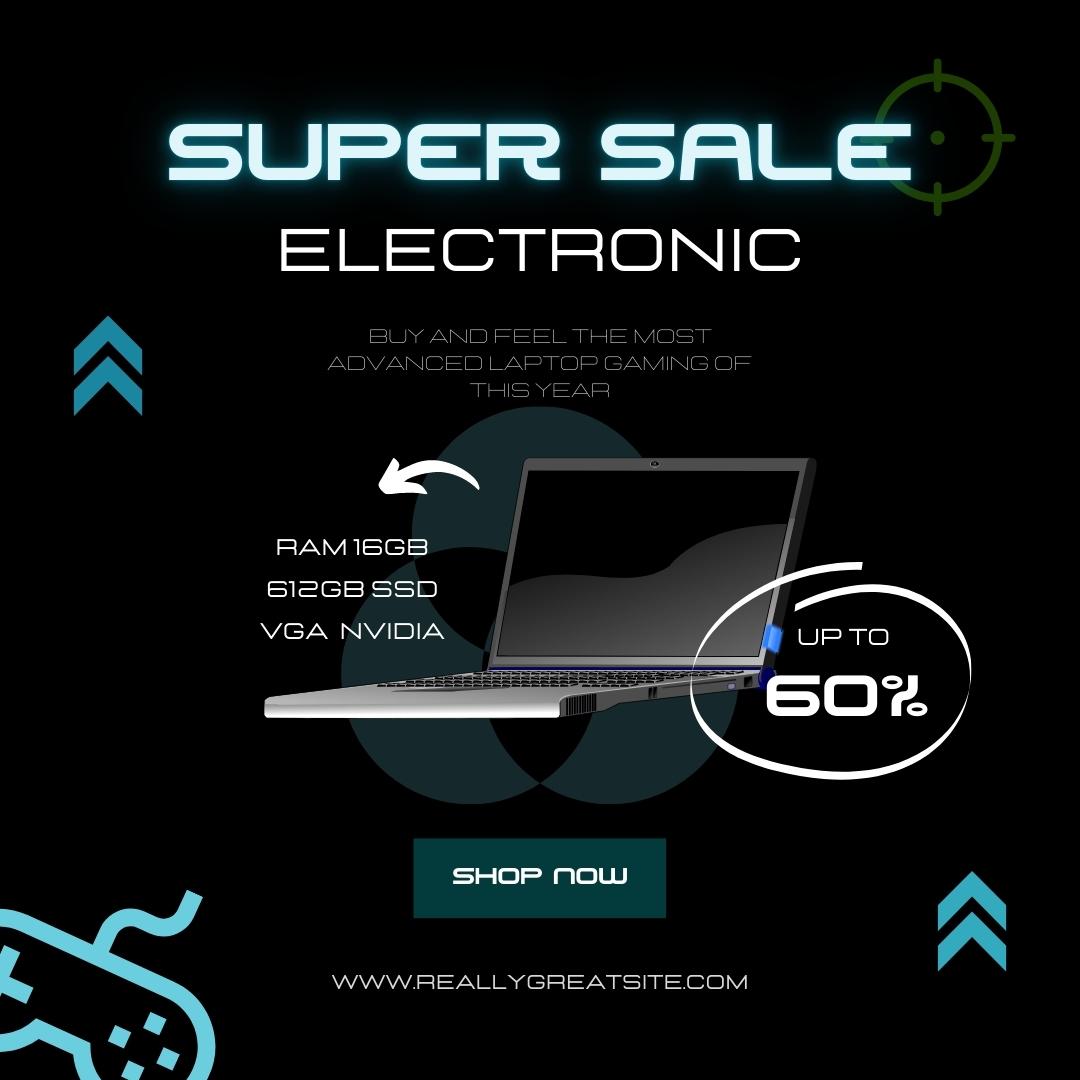 SUPER SALE
ELECTRONIC
BUY AND FEEL THE MOST
ADVANCED LAPTOP GAMING OF
THIS YEAR
RAM 16GB
612GB SSD
VGA NVIDIA
UP TO
60%
SHOP NOW
WWW.REALLYGREATSITE.COM